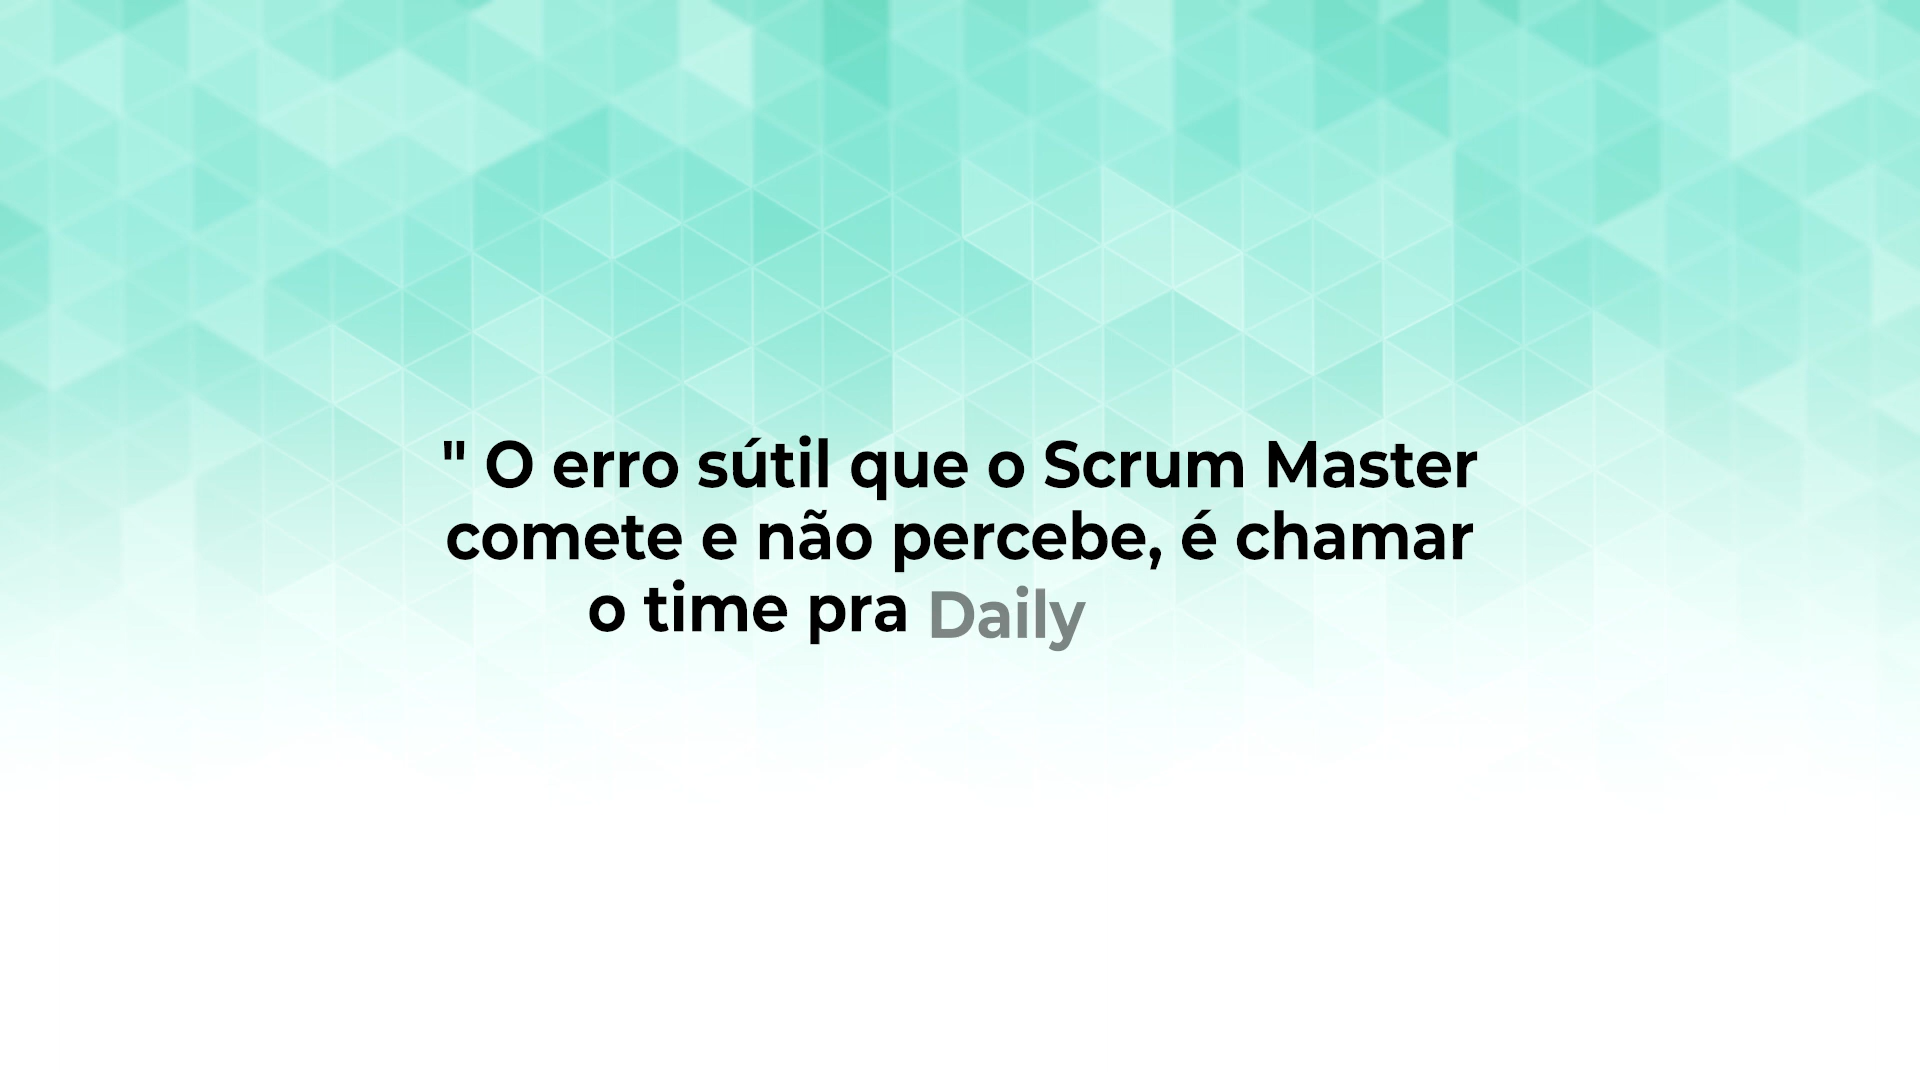 " O erro sútil que o Scrum Master
comete e não percebe, é chamar
o time pra Daily